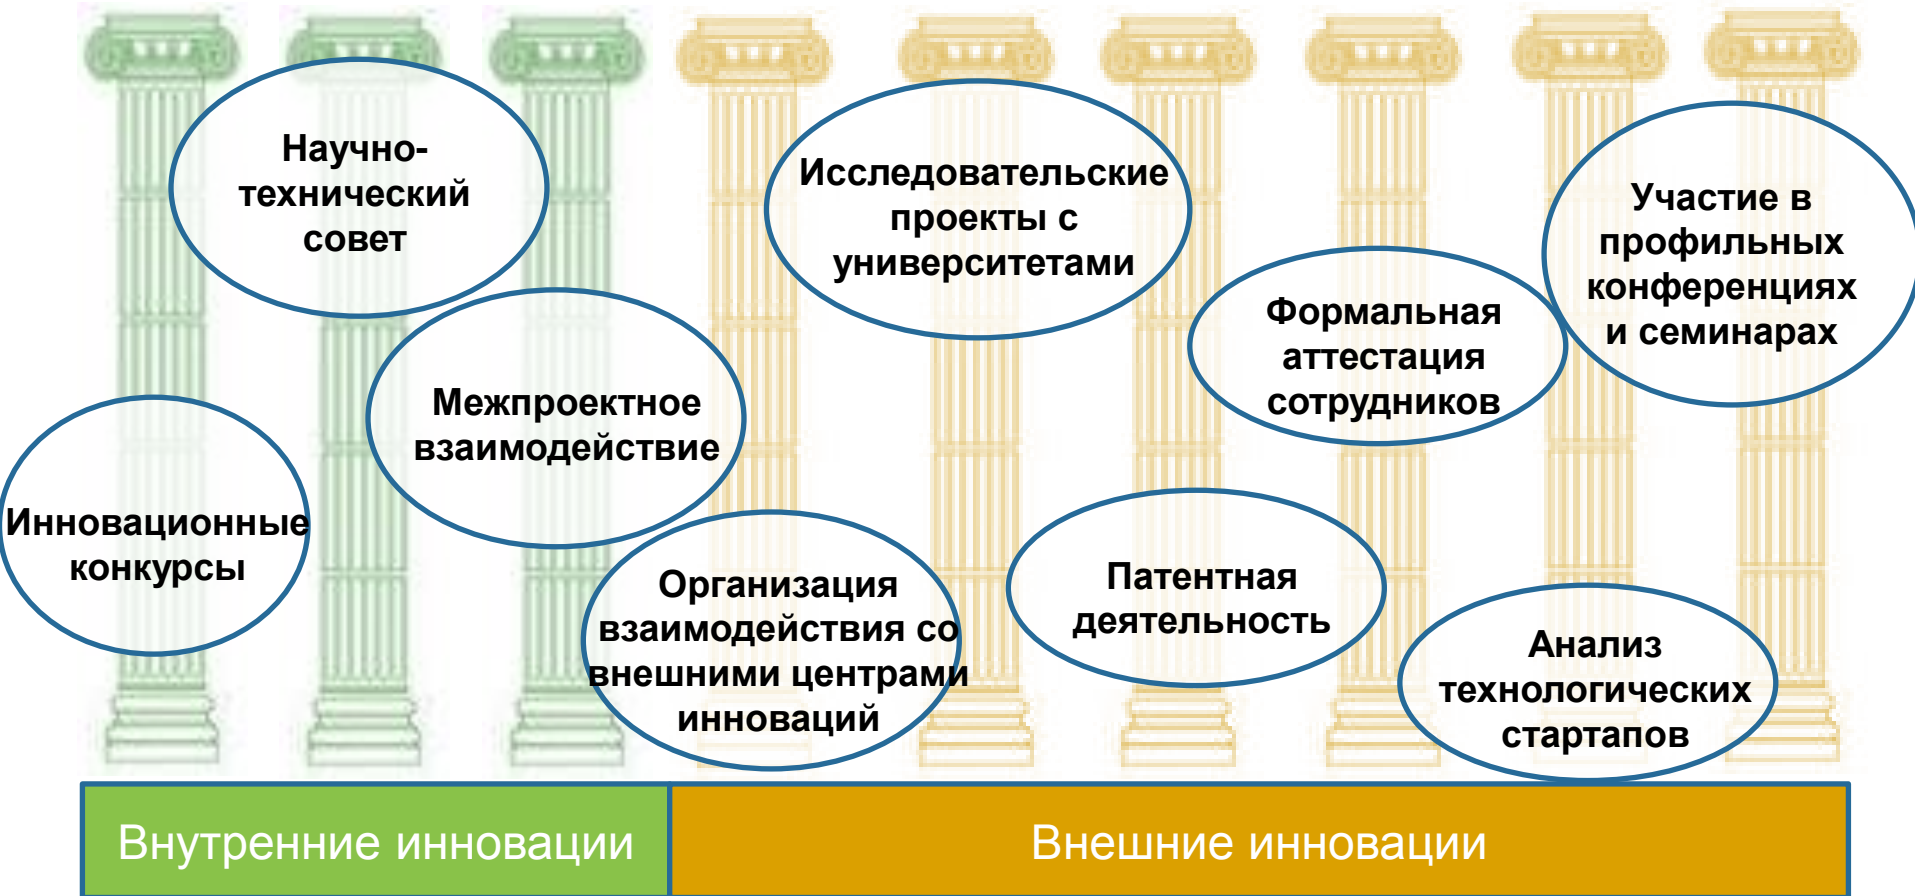 Научно-
технический
совет
Исследовательские
проекты с
университетами
Участие в
профильных
конференциях
и семинарах
Формальная
аттестация
сотрудников
Межпроектное
взаимодействие
Инновационные
конкурсы
Организация
взаимодействия со
внешними центрами
инноваций
Патентная
деятельность
Анализ
технологических
стартапов
Внутренние инновации
Внешние инновации